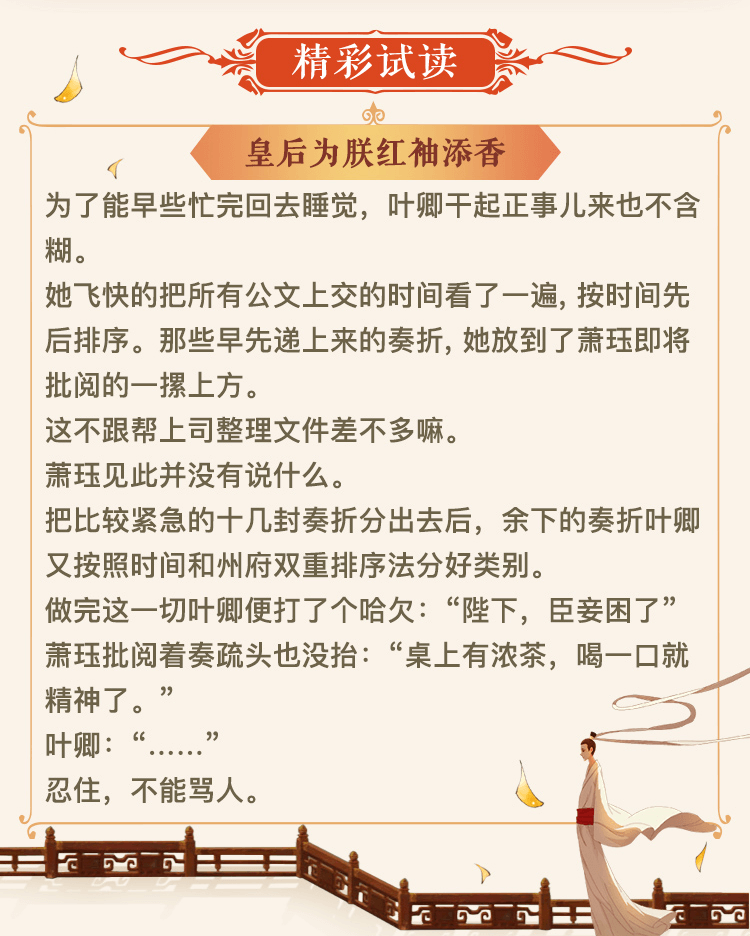 精彩试读
皇后为朕红袖添香
为了能早些忙完回去睡觉，叶卿干起正事儿来也不含
糊。
她飞快的把所有公文上交的时间看了一遍, 按时间先
后排序。那些早先递上来的奏折, 她放到了萧珏即将
批阅的一摞上方。
这不跟帮上司整理文件差不多嘛。
萧珏见此并没有说什么。
把比较紧急的十几封奏折分出去后，余下的奏折叶卿
又按照时间和州府双重排序法分好类别。
做完这一切叶卿便打了个哈欠：“陛下，臣妾困了”
萧珏批阅着奏疏头也没抬：“桌上有浓茶，喝一口就
精神了。”
叶卿：“……”
忍住，不能骂人。